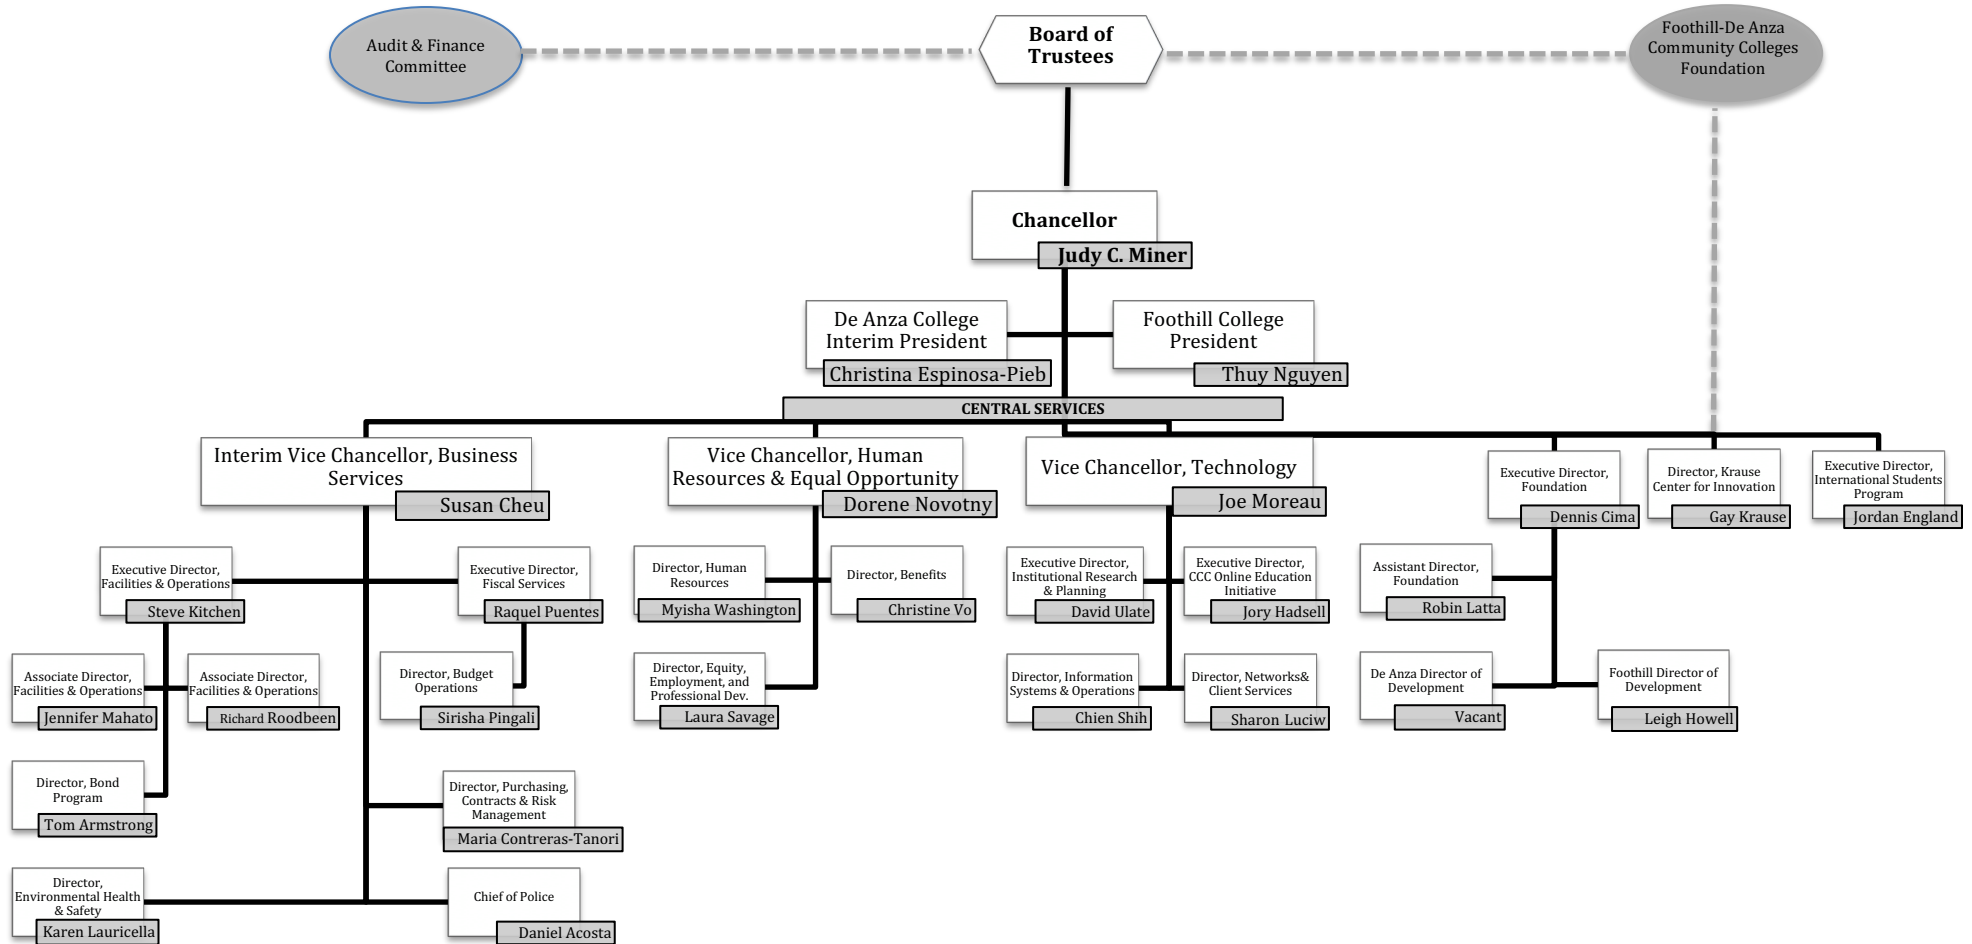 Audit & Finance
Committee
Board of
Trustees
Foothill-De Anza
Community Colleges
Foundation
Chancellor
Judy C. Miner
De Anza College
Interim President
Christina Espinosa-Pieb
Foothill College
President
Thuy Nguyen
CENTRAL SERVICES
Interim Vice Chancellor, Business
Services
Susan Cheu
Vice Chancellor, Human
Resources & Equal Opportunity
Dorene Novotny
Vice Chancellor, Technology
Joe Moreau
Executive Director,
Foundation
Dennis Cima
Director, Krause
Center for Innovation
Gay Krause
Executive Director,
International Students
Program
Jordan England
Executive Director,
Facilities & Operations
Steve Kitchen
Executive Director,
Fiscal Services
Raquel Puentes
Director, Human
Resources
Myisha Washington
Director, Benefits
Christine Vo
Executive Director,
Institutional Research
& Planning
David Ulate
Executive Director,
CCC Online Education
Initiative
Jory Hadsell
Assistant Director,
Foundation
Robin Latta
Associate Director,
Facilities & Operations
Jennifer Mahato
Associate Director,
Facilities & Operations
Richard Roodbeen
Director, Budget
Operations
Sirisha Pingali
Director, Equity,
Employment, and
Professional Dev.
Laura Savage
Director, Information
Systems & Operations
Chien Shih
Director, Networks&
Client Services
Sharon Luciw
De Anza Director of
Development
Vacant
Foothill Director of
Development
Leigh Howell
Director, Bond
Program
Tom Armstrong
Director, Purchasing,
Contracts & Risk
Management
Maria Contreras-Tanori
Director,
Environmental Health
& Safety
Karen Lauricella
Chief of Police
Daniel Acosta